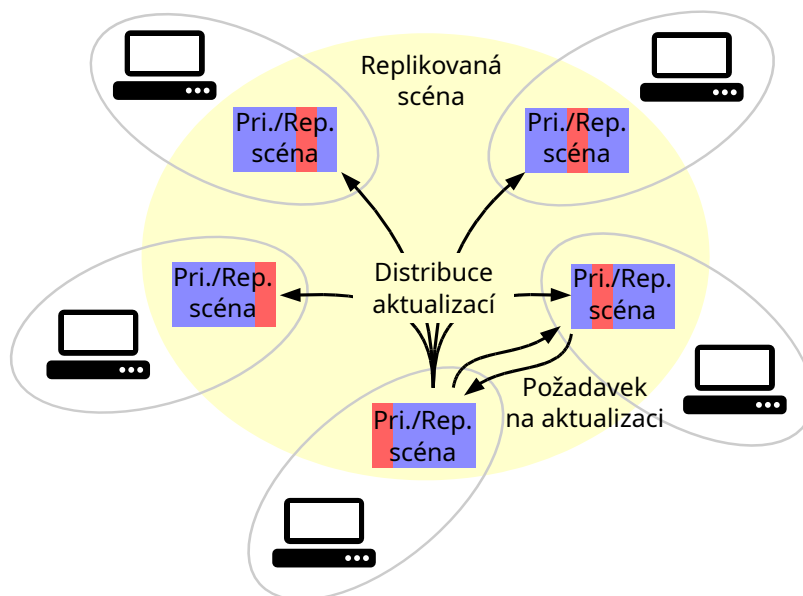 Replikovaná
scéna
Pri./Rep.
scéna
Pri./Rep.
scéna
Pri./Rep.
scéna
Distribuce
aktualizací
Pri./Rep.
scéna
Požadavek
na aktualizaci
Pri./Rep.
scéna